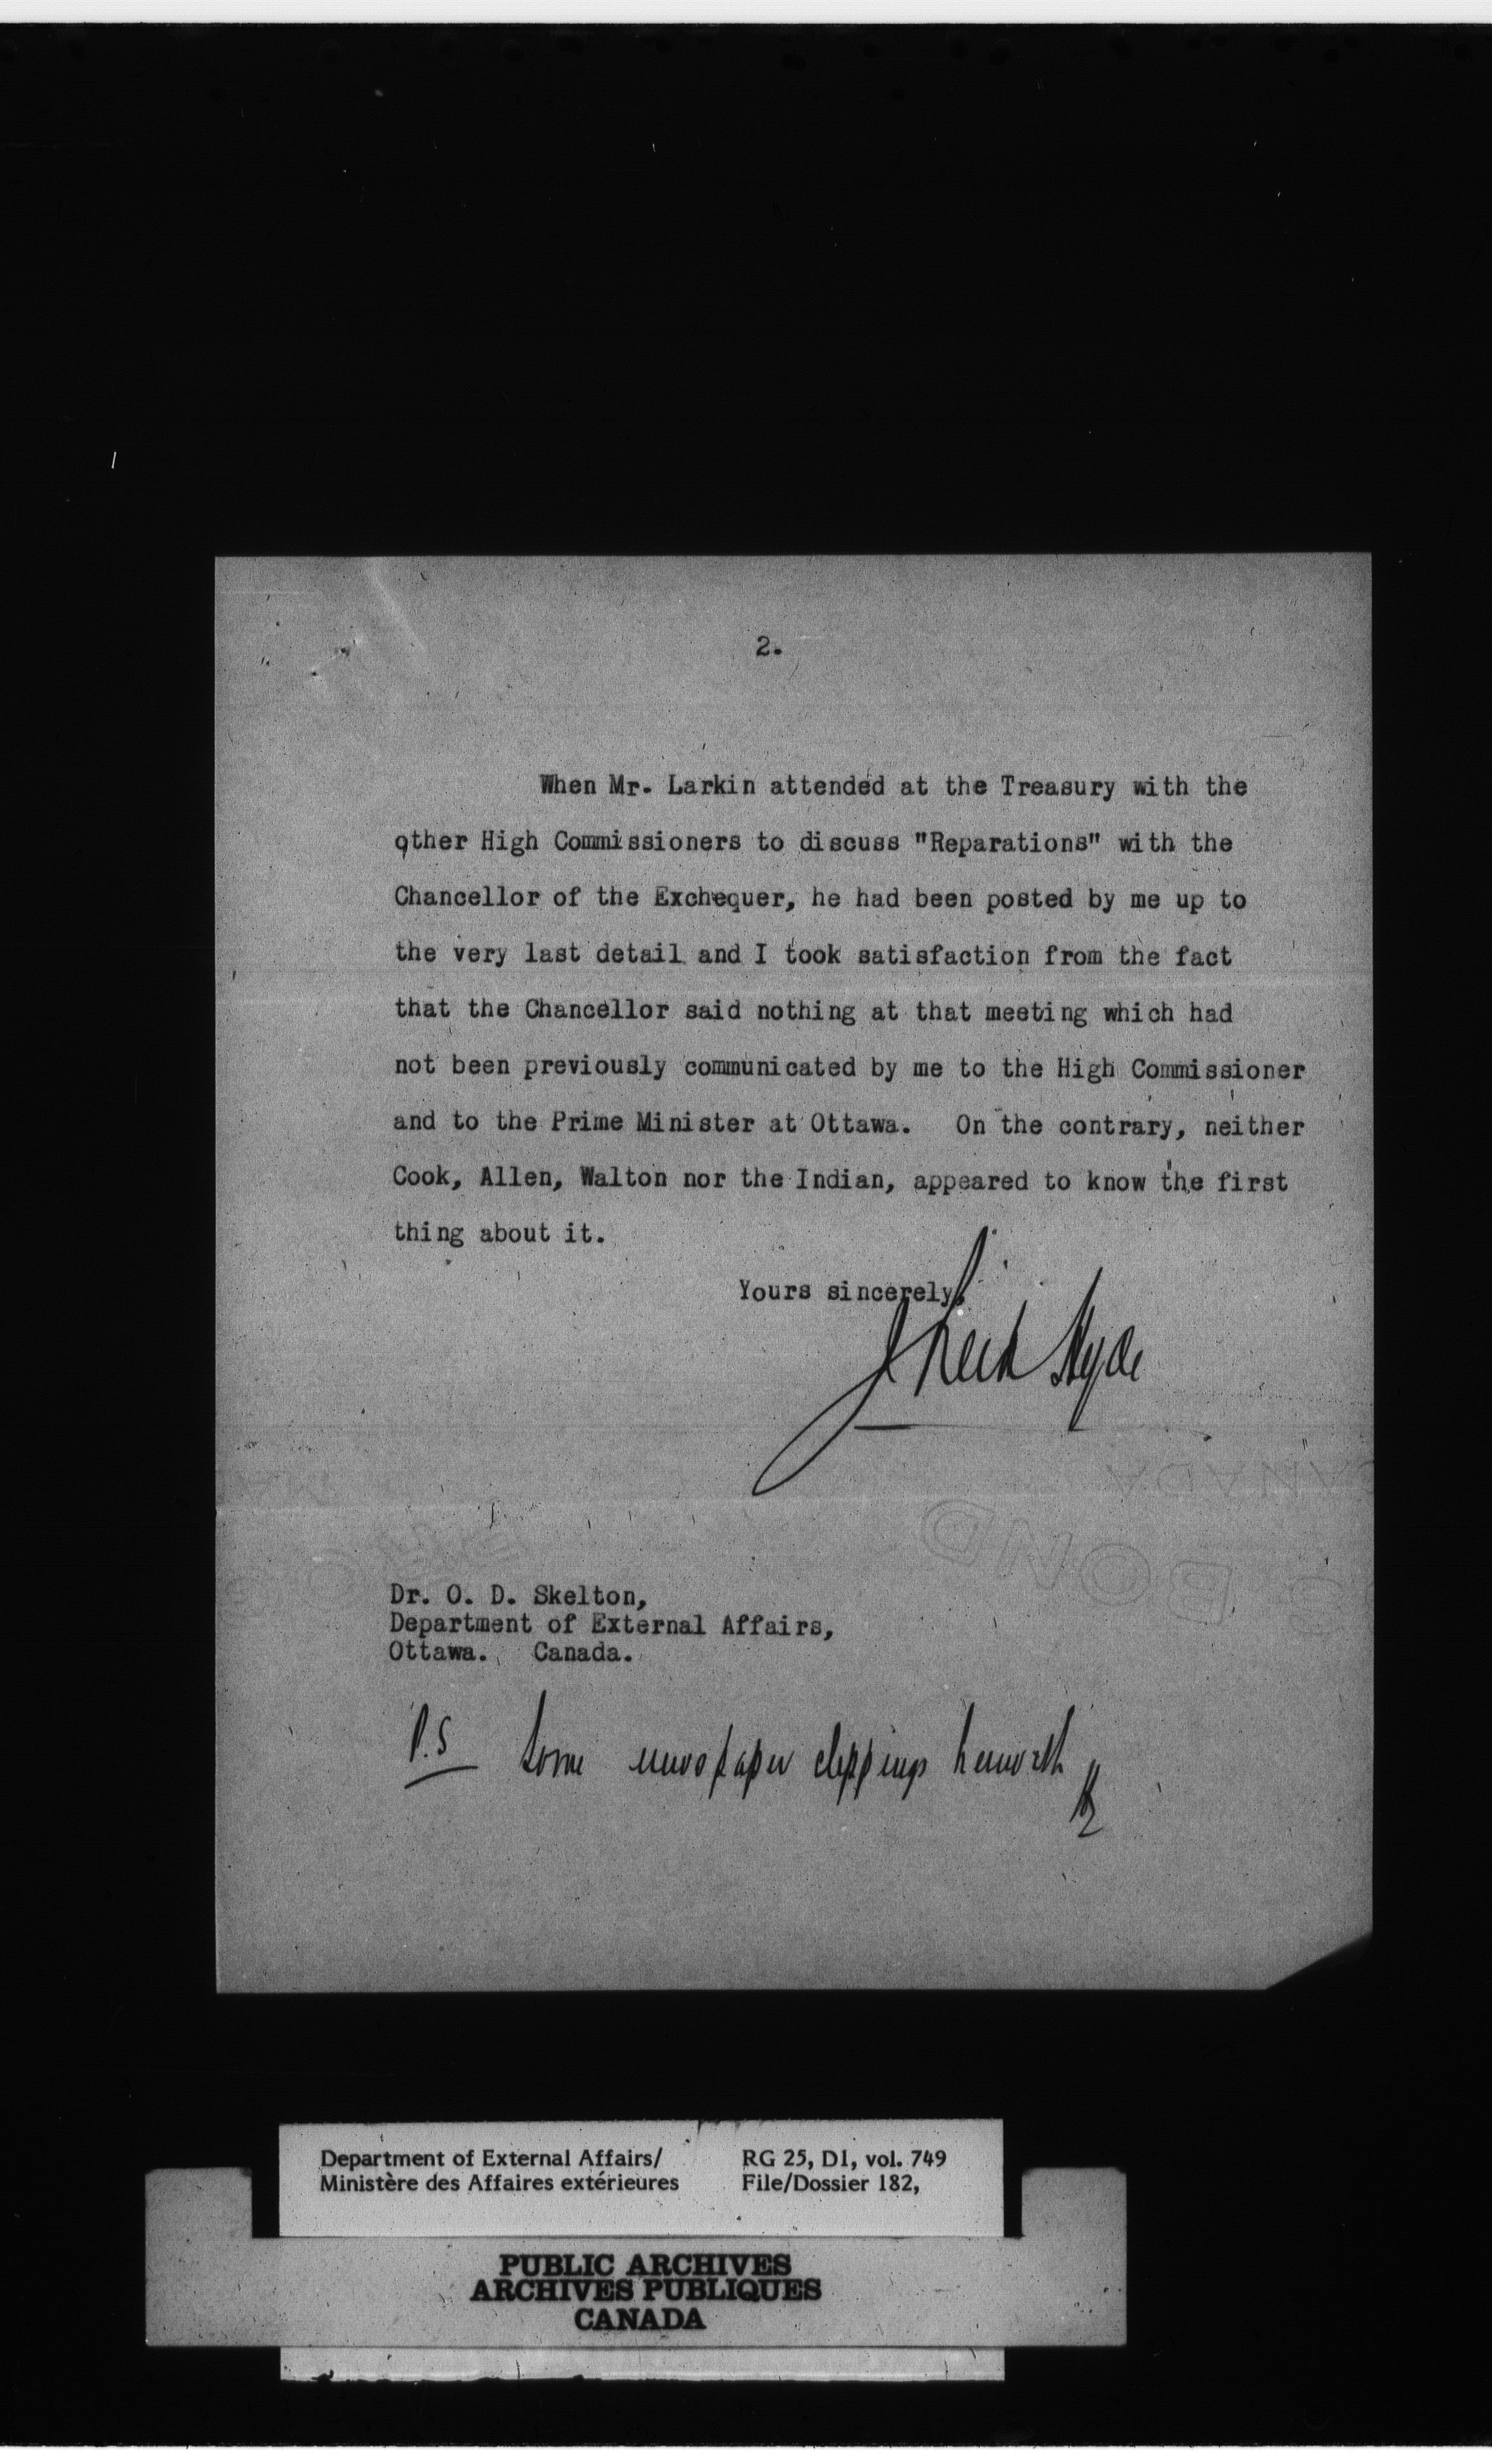 2.
When Mr. Larkin attended at the Treasury with the
other High Commissioners to discuss "Reparations" with the
Chancellor of the Exchequer, he had been posted by me up to
the very last detail and I took satisfaction from the fact
that the Chancellor said nothing at that meeting which had
not been previously communicated by me to the High Commissioner
and to the Prime Minister at Ottawa. On the contrary, neither
Cook, Allen, Walton nor the Indian, appeared to know the first
thing about it.
Yours sincerely,
J Reid Hyde
CANADA
BOND
Dr. O. D. Skelton,
Department of External Affairs,
Ottawa. Canada.
P.S Some newspaper clippings herewith
Department of External Affairs/ RG 25, D1, vol. 749
Ministère des Affaires extérieures File/Dossier 182,
PUBLIC ARCHIVES
ARCHIVES PUBLIQUES
CANADA